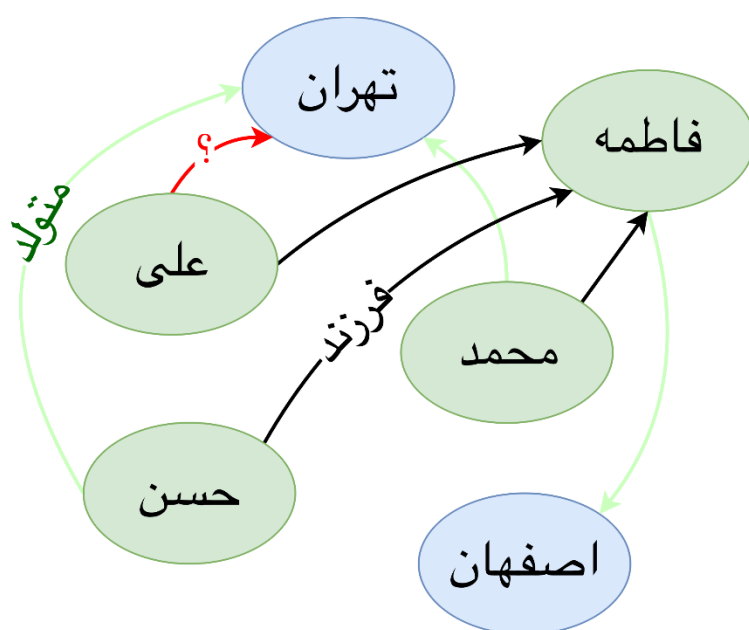 تهران
فاطمه
؟
متولد
علی
فرزند
محمد
حسن
اصفهان